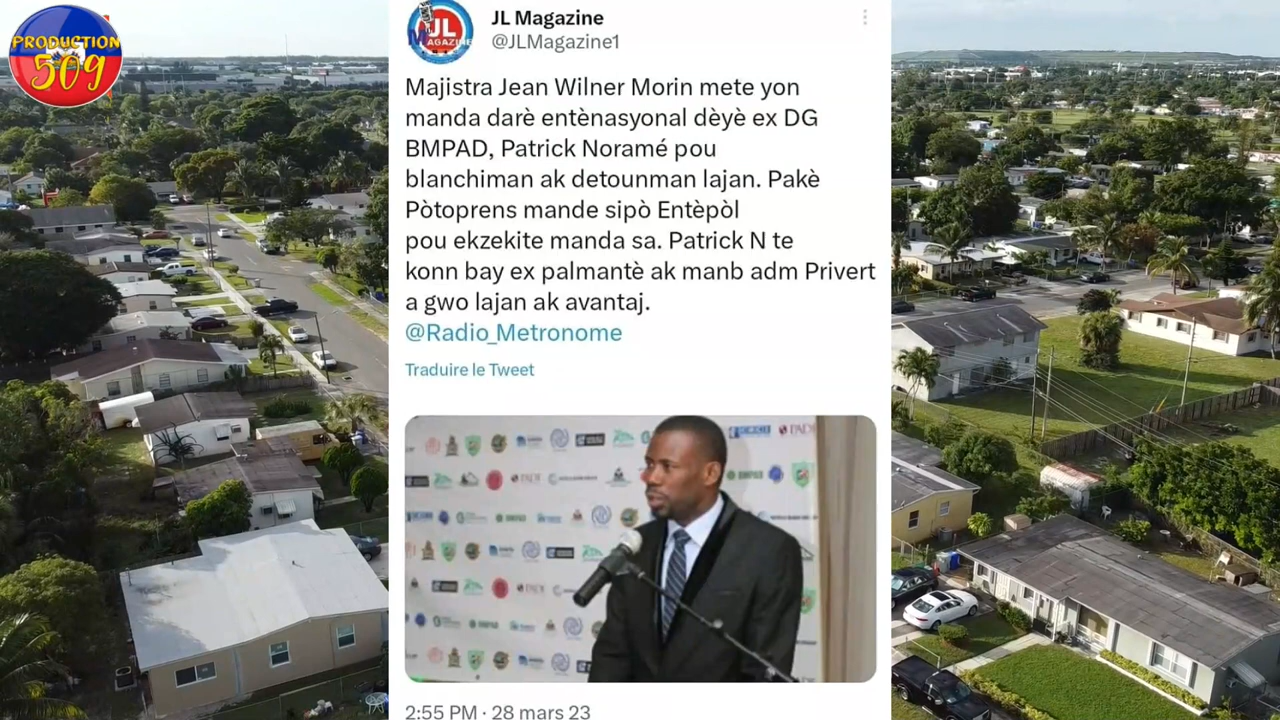 PRODUCTION
509
JL
MAGAZINE
JL Magazine
@JLMagazine1
Majistra Jean Wilner Morin mete yon
manda darè entènasyonal dèyè ex DG
BMPAD, Patrick Noramé pou
blanchiman ak detounman lajan. Pakè
Pòtoprens mande sipò Entèpòl
pou ekzekite manda sa. Patrick N te
konn bay ex palmantè ak manb adm Privert
a gwo lajan ak avantaj.
@Radio_Metronome
Traduire le Tweet
2:55 PM · 28 mars 23